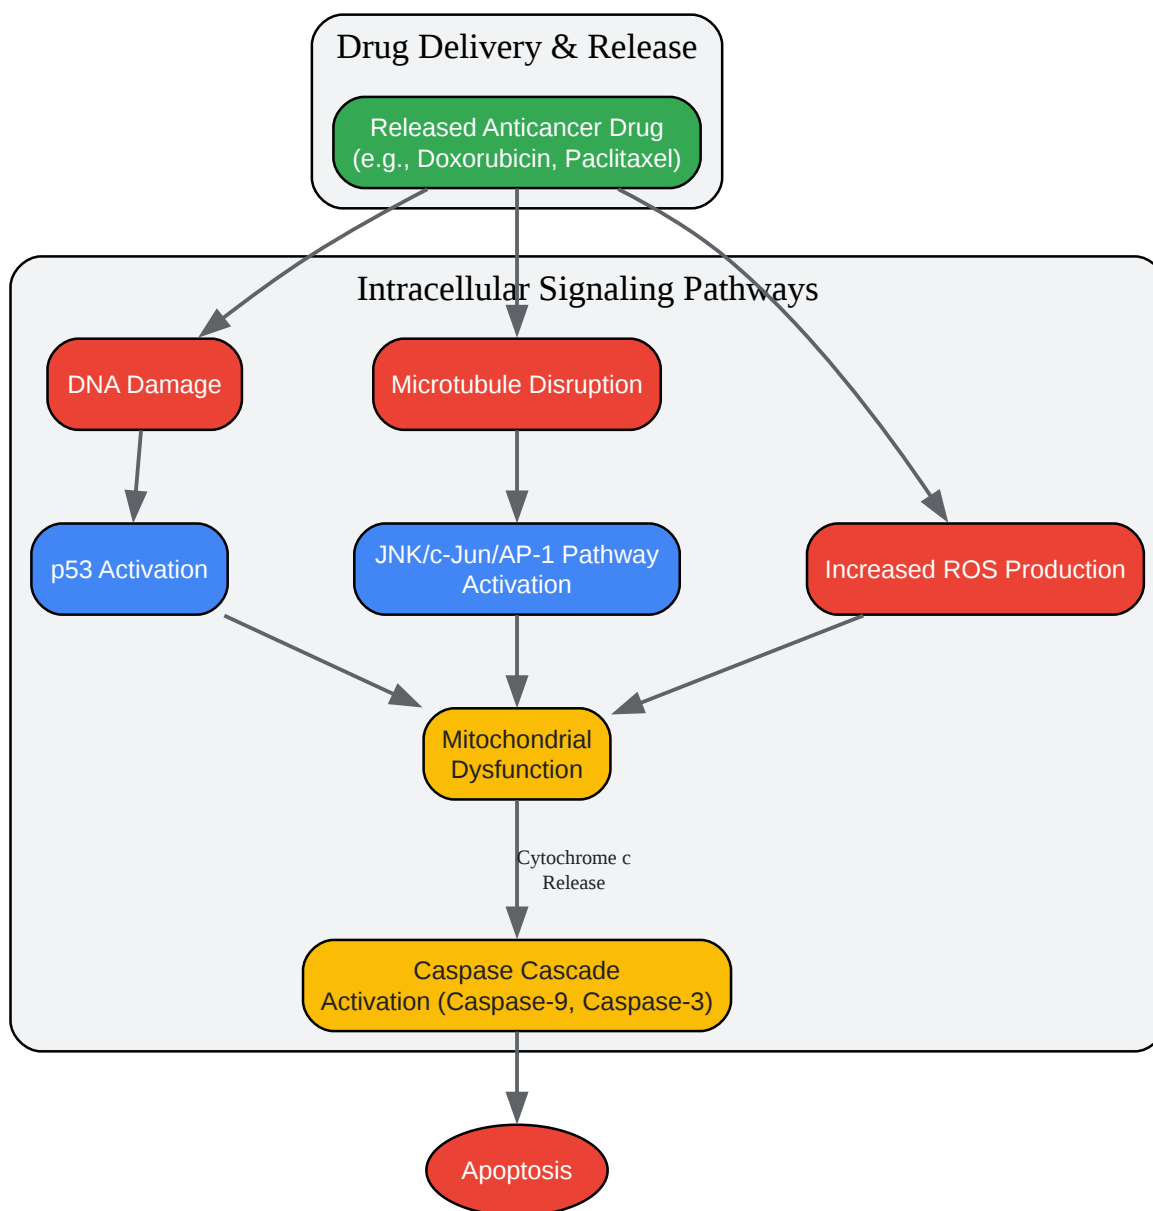 Drug Delivery & Release
Released Anticancer Drug
(e.g., Doxorubicin, Paclitaxel)
Intracellular Signaling Pathways
DNA Damage
Microtubule Disruption
p53 Activation
JNK/c-Jun/AP-1 Pathway
Activation
Increased ROS Production
Mitochondrial
Dysfunction
Cytochrome c
Release
Caspase Cascade
Activation (Caspase-9, Caspase-3)
Apoptosis